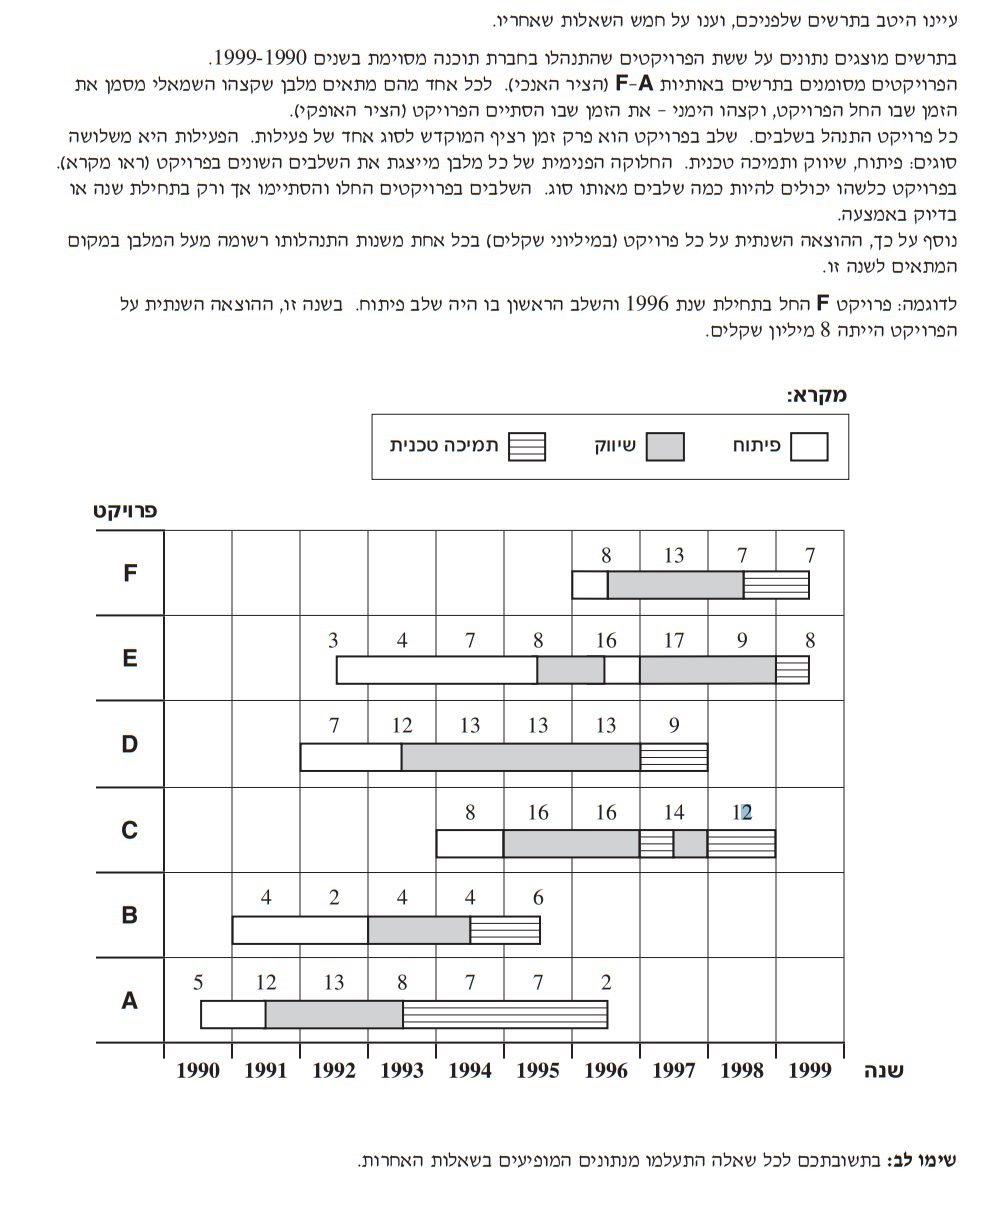 עיינו היטב בתרשים שלפניכם, וענו על חמש השאלות שאחריו.
בתרשים מוצגים נתונים על ששת הפרויקטים שהתנהלו בחברת תוכנה מסוימת בשנים 1999-1990.
הפרויקטים מסומנים בתרשים באותיות F-A (הציר האנכי). לכל אחד מהם מתאים מלבן שקצהו השמאלי מסמן את
הזמן שבו החל הפרויקט, וקצהו הימני – את הזמן שבו הסתיים הפרויקט (הציר האופקי).
כל פרויקט התנהל בשלבים. שלב בפרויקט הוא פרק זמן רציף המוקדש לסוג אחד של פעילות. הפעילות היא משלושה
סוגים: פיתוח, שיווק ותמיכה טכנית. החלוקה הפנימית של כל מלבן מייצגת את השלבים השונים בפרויקט (ראו מקרא).
בפרויקט כלשהו יכולים להיות כמה שלבים מאותו סוג. השלבים בפרויקטים החלו והסתיימו אך ורק בתחילת שנה או
בדיוק באמצעה.
נוסף על כך, ההוצאה השנתית על כל פרויקט (במיליוני שקלים) בכל אחת משנות התנהלותו רשומה מעל המלבן במקום
המתאים לשנה זו.
לדוגמה: פרויקט F החל בתחילת שנת 1996 והשלב הראשון בו היה שלב פיתוח. בשנה זו, ההוצאה השנתית על
הפרויקט הייתה 8 מיליון שקלים.
מקרא:
פיתוח שיווק תמיכה טכנית
פרויקט
F 8 13 7 7
E 3 4 7 8 16 17 9 8
D 7 12 13 13 13 9
C 8 16 16 14 12
B 4 2 4 4 6
A 5 12 13 8 7 7 2
1990 1991 1992 1993 1994 1995 1996 1997 1998 1999 שנה
שימו לב: בתשובתכם לכל שאלה התעלמו מנתונים המופיעים בשאלות האחרות.